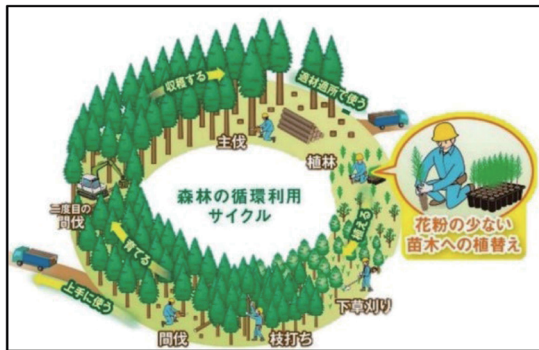 収穫する
適材適所で使う
主伐
植林
二度目の
間伐
森林の循環利用
サイクル
花粉の少ない
苗木への植替え
植える
育てる
下草刈り
上手に使う
間伐
枝打ち